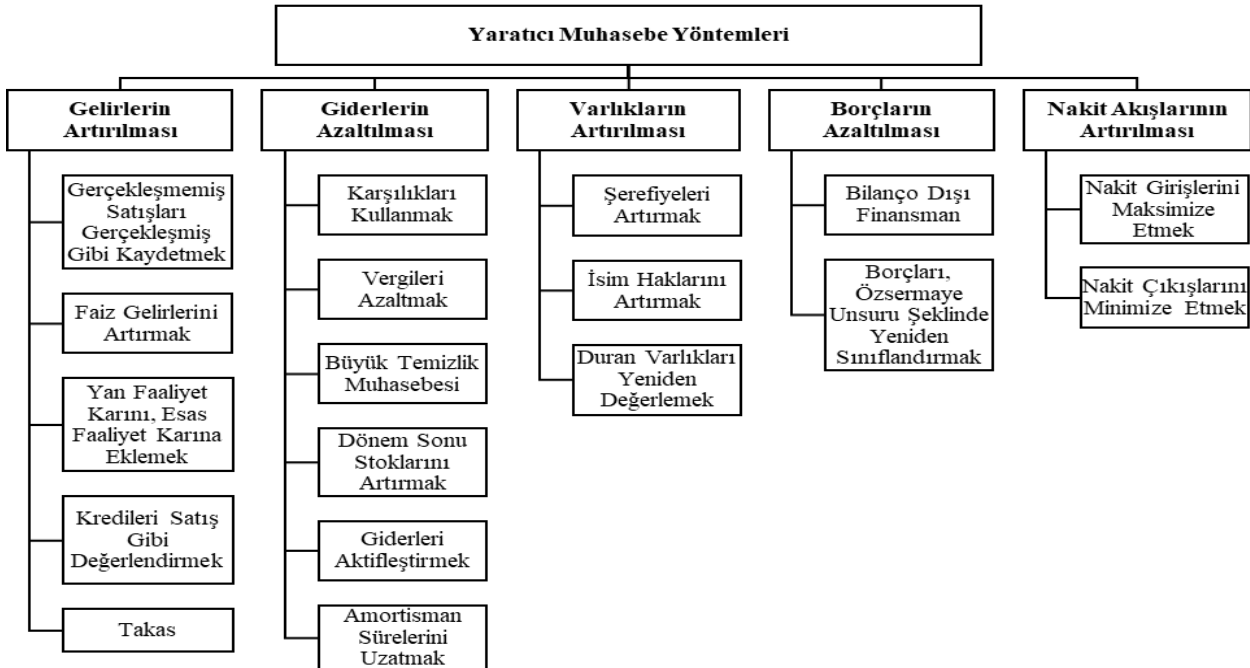 Yaratıcı Muhasebe Yöntemleri
Gelirlerin
Artırılması
Gerçekleşmemiş
Satışları
Gerçekleşmiş
Gibi Kaydetmek
Faiz Gelirlerini
Artırmak
Yan Faaliyet
Karını, Esas
Faaliyet Karına
Eklemek
Kredileri Satış
Gibi
Değerlendirmek
Takas
Giderlerin
Azaltılması
Karşılıkları
Kullanmak
Vergileri
Azaltmak
Büyük Temizlik
Muhasebesi
Dönem Sonu
Stoklarını
Artırmak
Giderleri
Aktifleştirmek
Amortisman
Sürelerini
Uzatmak
Varlıkların
Artırılması
Şerefiyeleri
Artırmak
İsim Haklarını
Artırmak
Duran Varlıkları
Yeniden
Değerlemek
Borçların
Azaltılması
Bilanço Dışı
Finansman
Borçları,
Özsermaye
Unsuru Şeklinde
Yeniden
Sınıflandırmak
Nakit Akışlarının
Artırılması
Nakit Girişlerini
Maksimize
Etmek
Nakit Çıkışlarını
Minimize Etmek